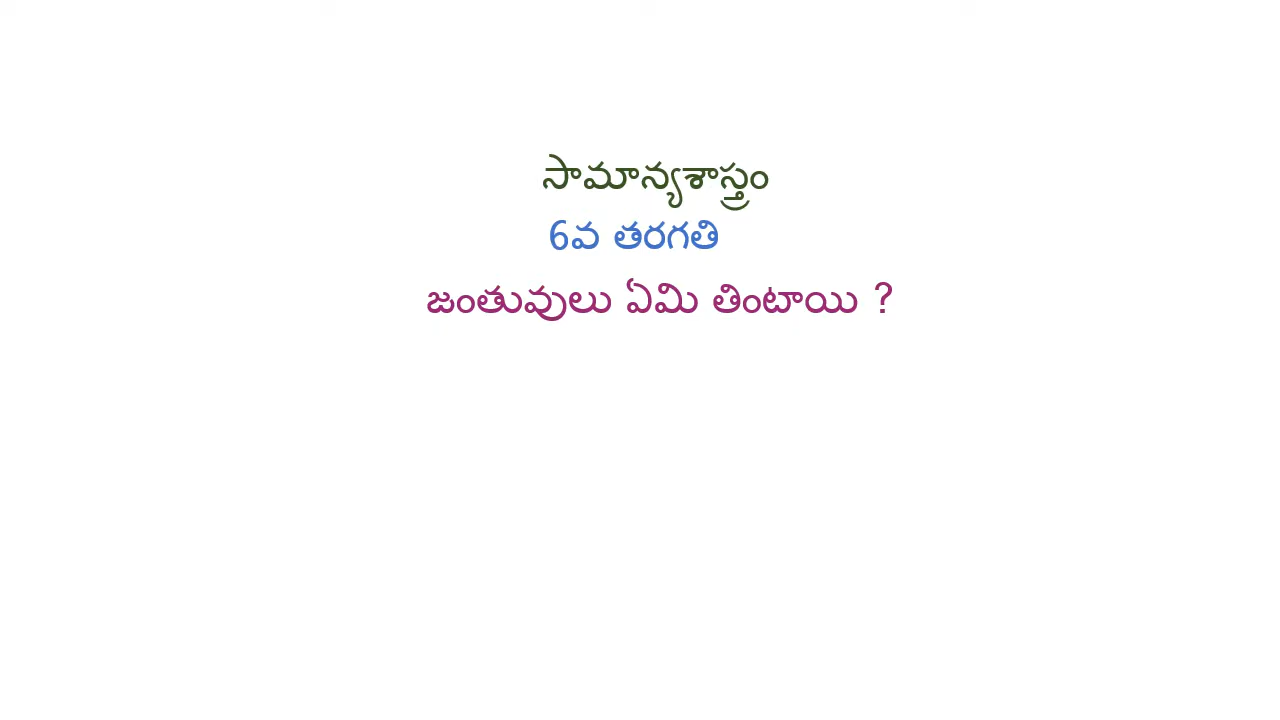 సామాన్యశాస్త్రం
6వ తరగతి
జంతువులు ఏమి తింటాయి ?